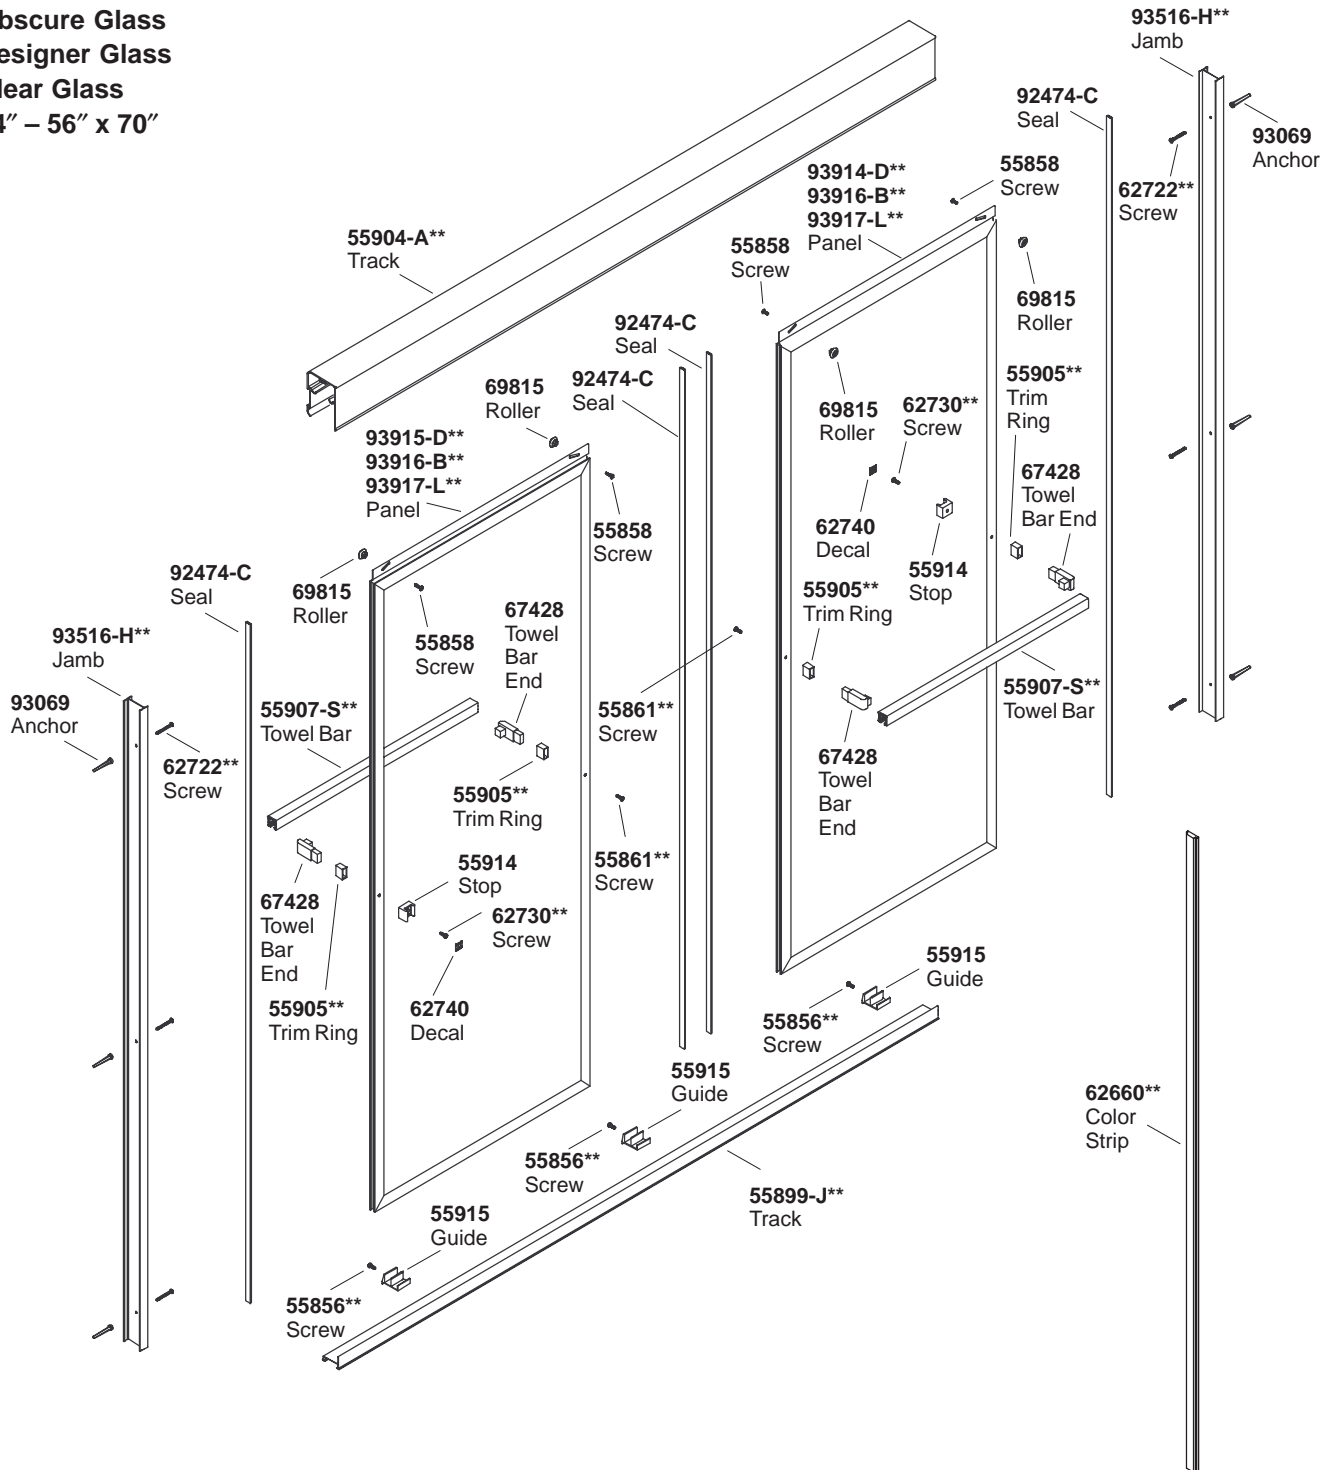 bscure Glass
esigner Glass
lear Glass
4″ – 56″ x 70″
93516-H**
Jamb
92474-C
Seal
93069
Anchor
62722**
Screw
93914-D**
93916-B**
93917-L**
Panel
55858
Screw
55904-A**
Track
55858
Screw
69815
Roller
92474-C
Seal
92474-C
Seal
69815
Roller
55905**
Trim
Ring
69815
Roller
62730**
Screw
93915-D**
93916-B**
93917-L**
Panel
67428
Towel
Bar End
55858
Screw
62740
Decal
55914
Stop
92474-C
Seal
69815
Roller
55905**
Trim Ring
67428
Towel
Bar
End
55858
Screw
93516-H**
Jamb
93069
Anchor
55907-S**
Towel Bar
55861**
Screw
55907-S**
Towel Bar
62722**
Screw
67428
Towel
Bar
End
55905**
Trim Ring
55914
Stop
55861**
Screw
67428
Towel
Bar
End
62730**
Screw
55905**
Trim Ring
62740
Decal
55915
Guide
55856**
Screw
55915
Guide
62660**
Color
Strip
55856**
Screw
55899-J**
Track
55915
Guide
55856**
Screw